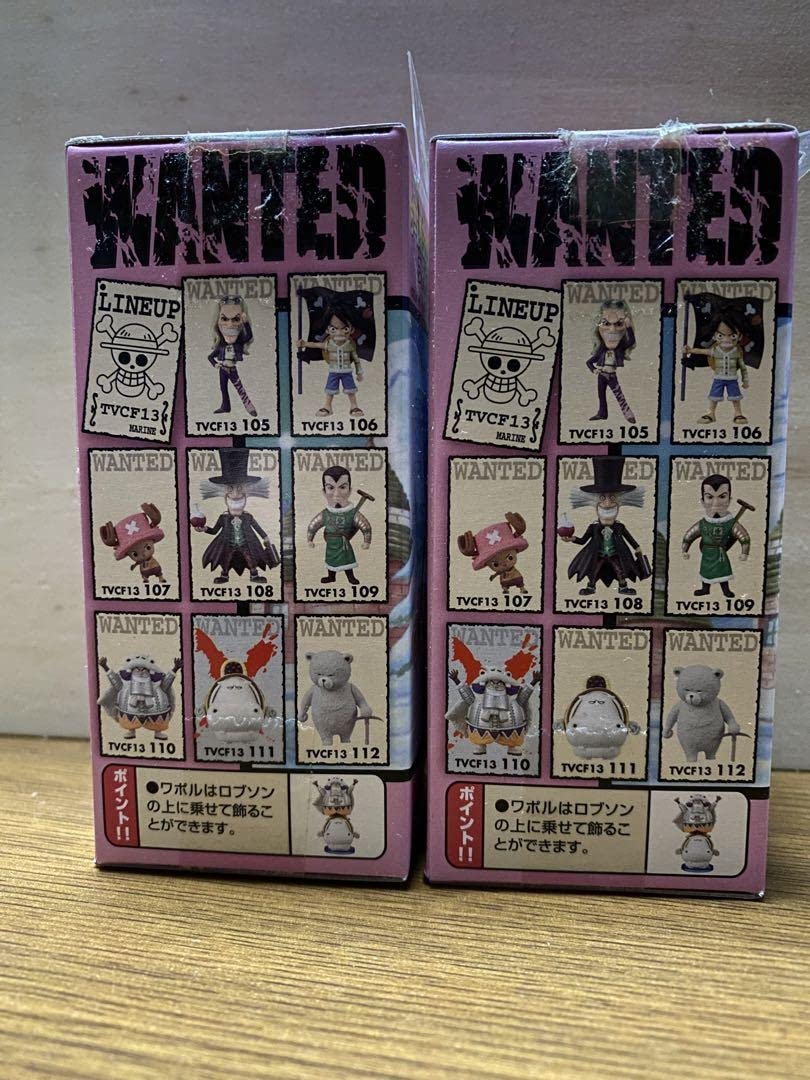 WANTED
LINEUP
TVCF13
MARINE
WANTED
TVCF13 105
WANTED
TVCF13 106
WANTED
TVCF13 107
WANTED
TVCF13 108
WANTED
TVCF13 109
WANTED
TVCF13 110
WANTED
TVCF13 111
WANTED
TVCF13 112
ポイント!!
●ワポルはロブソン
の上に乗せて飾るこ
とができます。
WANTED
LINEUP
TVCF13
MARINE
WANTED
TVCF13 105
WANTED
TVCF13 106
WANTED
TVCF13 107
WANTED
TVCF13 108
WANTED
TVCF13 109
WANTED
TVCF13 110
WANTED
TVCF13 111
WANTED
TVCF13 112
ポイント!!
●ワポルはロブソン
の上に乗せて飾るこ
とができます。